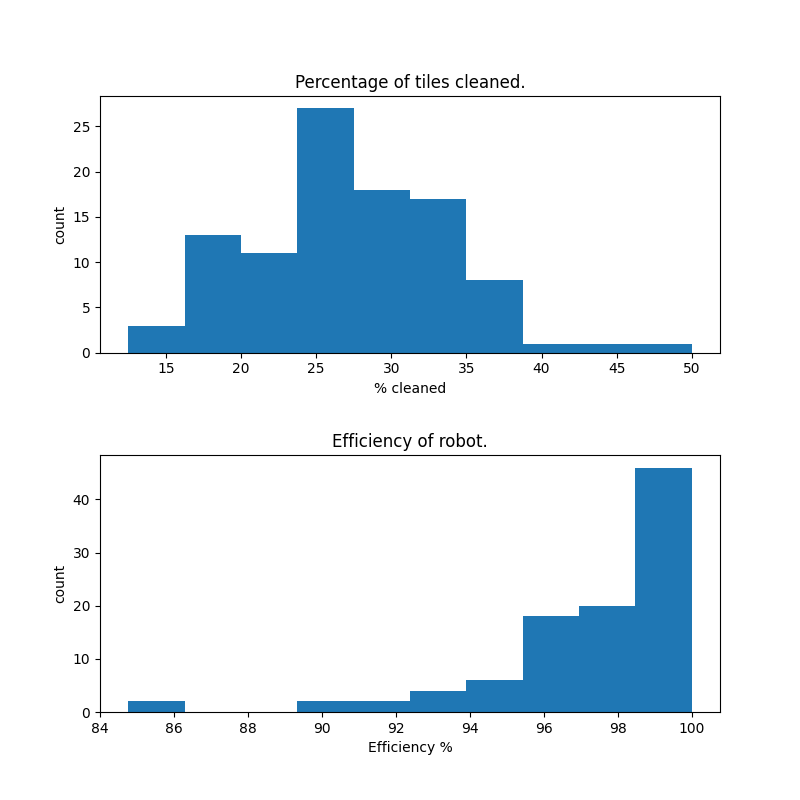 Percentage of tiles cleaned.
25
20
15
10
5
0
count
15 20 25 30 35 40 45 50
% cleaned
Efficiency of robot.
40
30
20
10
0
count
84 86 88 90 92 94 96 98 100
Efficiency %